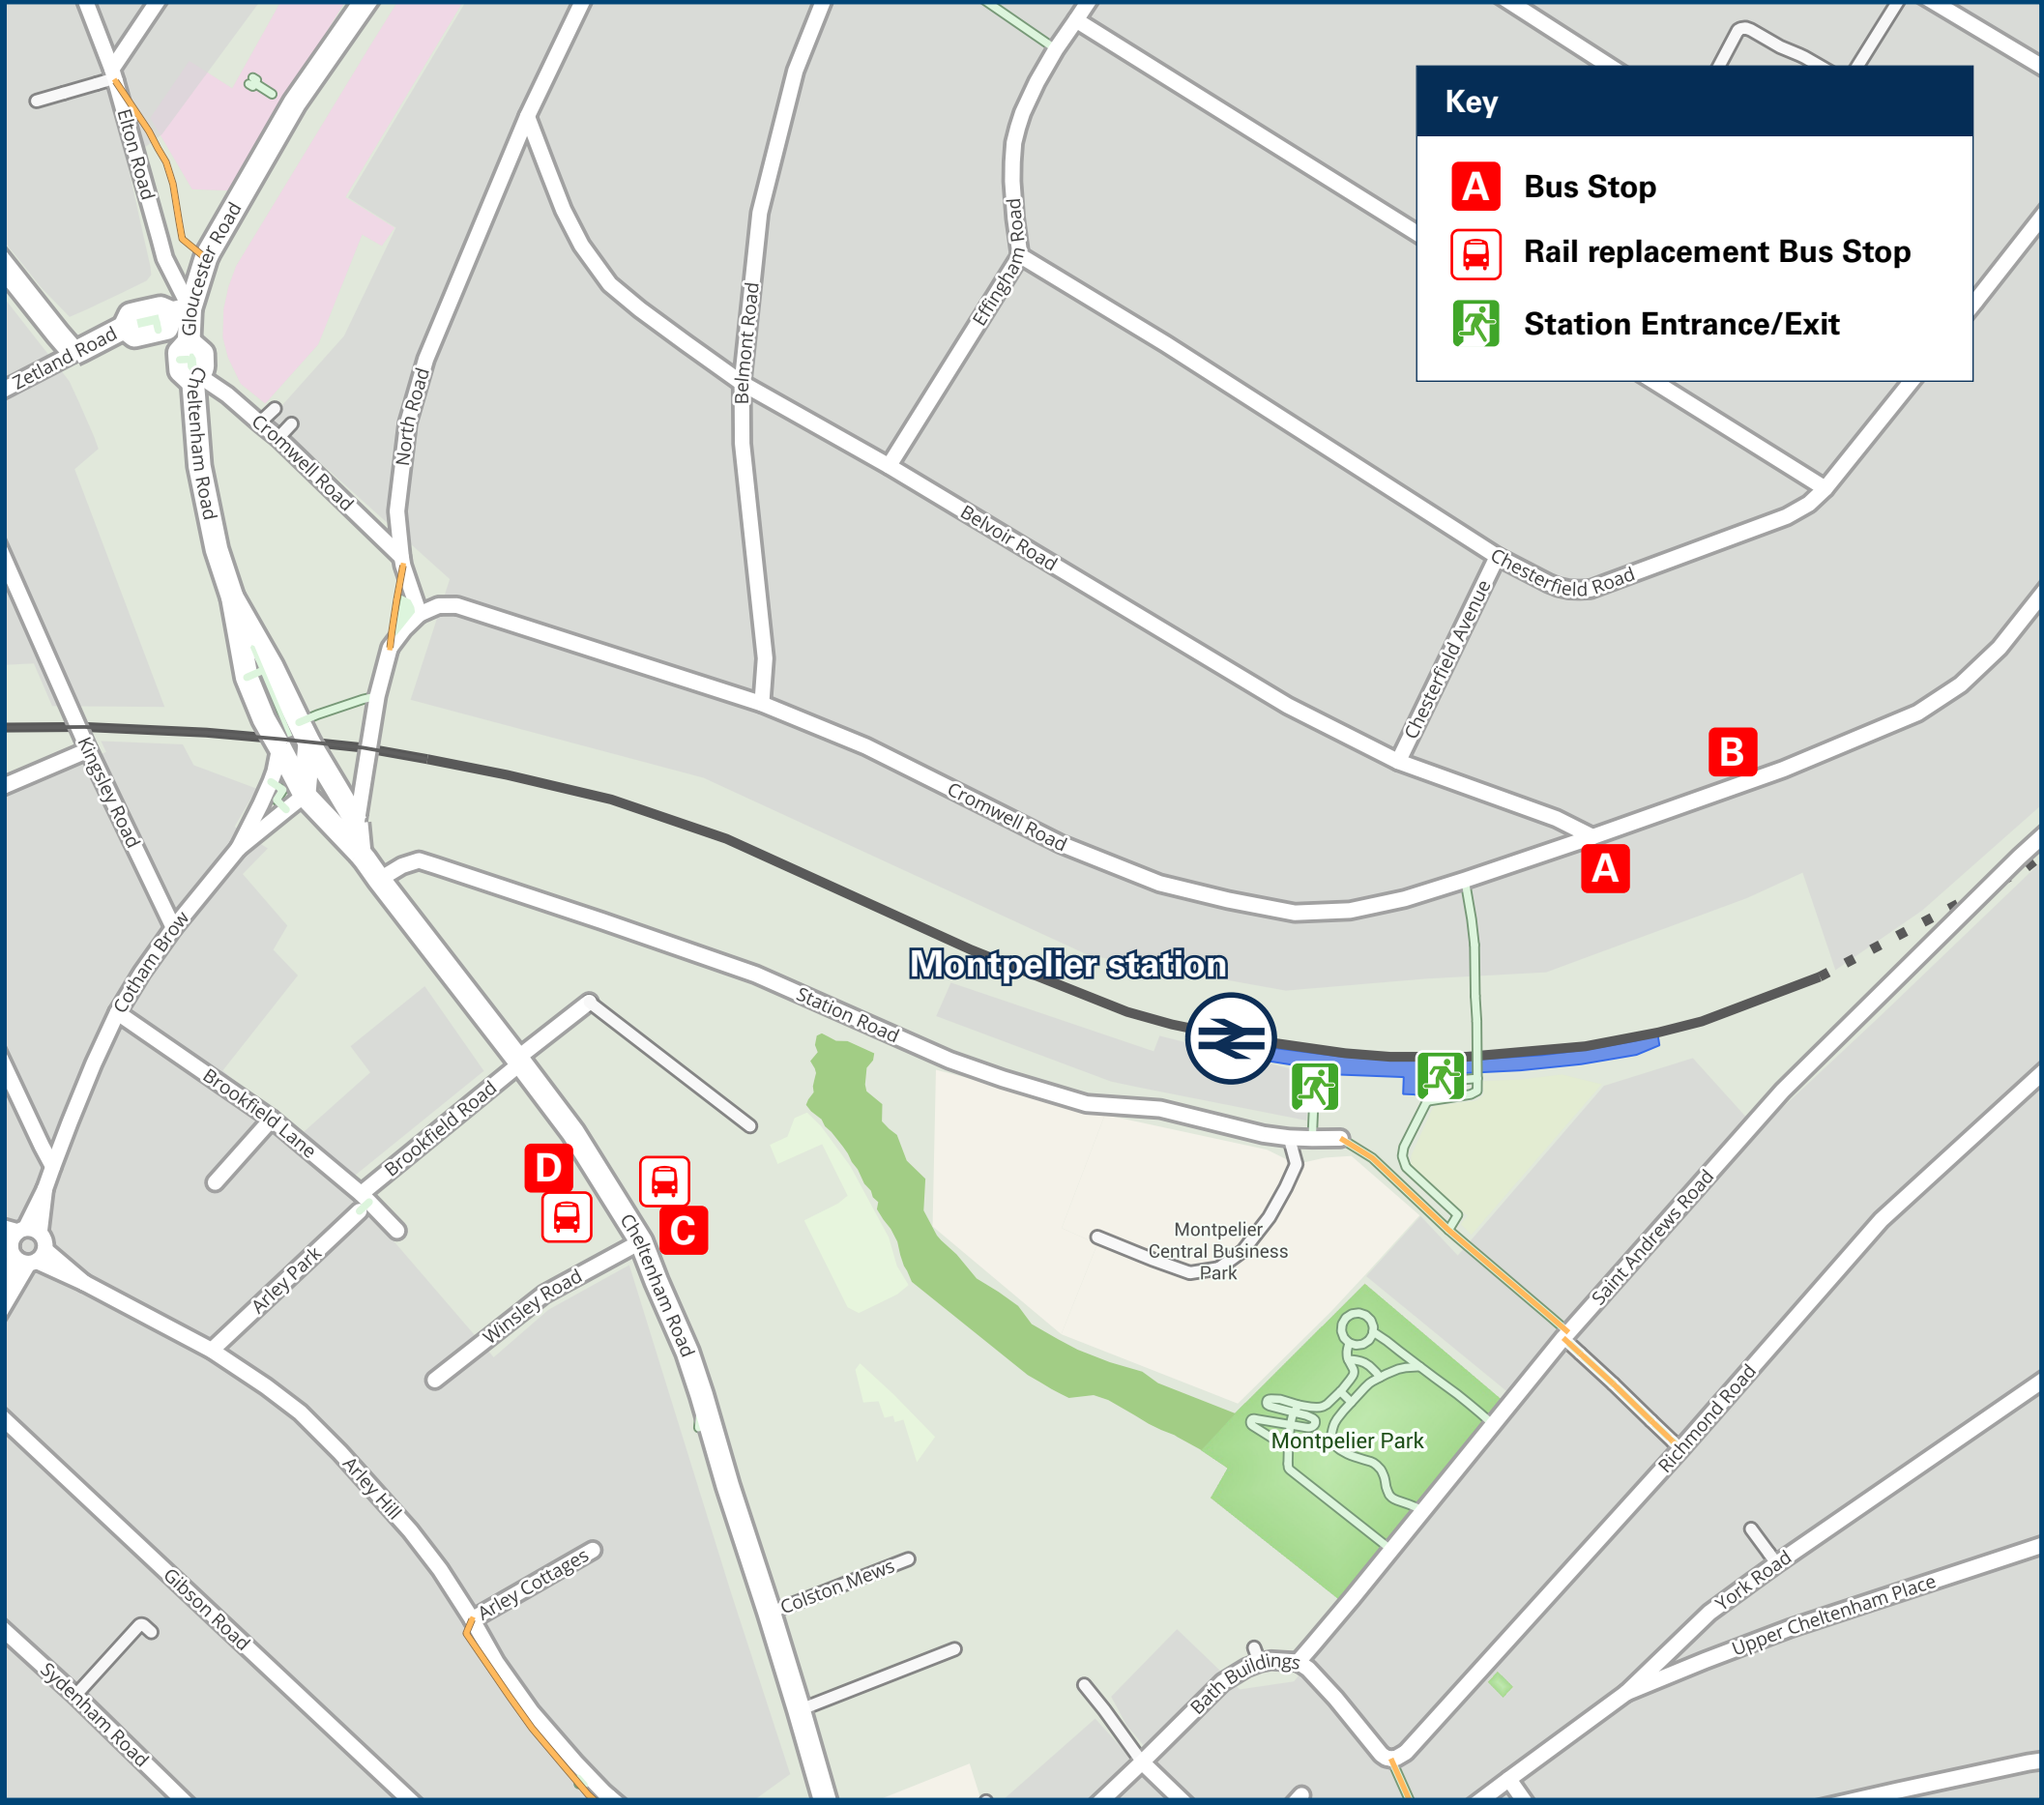 Key
A Bus Stop
Rail replacement Bus Stop
Station Entrance/Exit
Elton Road
Gloucester Road
Zetland Road
Cheltenham Road
Cromwell Road
North Road
Belmont Road
Effingham Road
Belvoir Road
Chesterfield Road
Chesterfield Avenue
B
A
Cromwell Road
Kingsley Road
Cotham Brow
Montpelier station
Station Road
Brookfield Lane
Brookfield Road
D
C
Cheltenham Road
Arley Park
Winsley Road
Montpelier
Central Business
Park
Saint Andrews Road
Richmond Road
Montpelier Park
Arley Hill
Arley Cottages
Colston Mews
Gibson Road
Sydenham Road
Bath Buildings
York Road
Upper Cheltenham Place